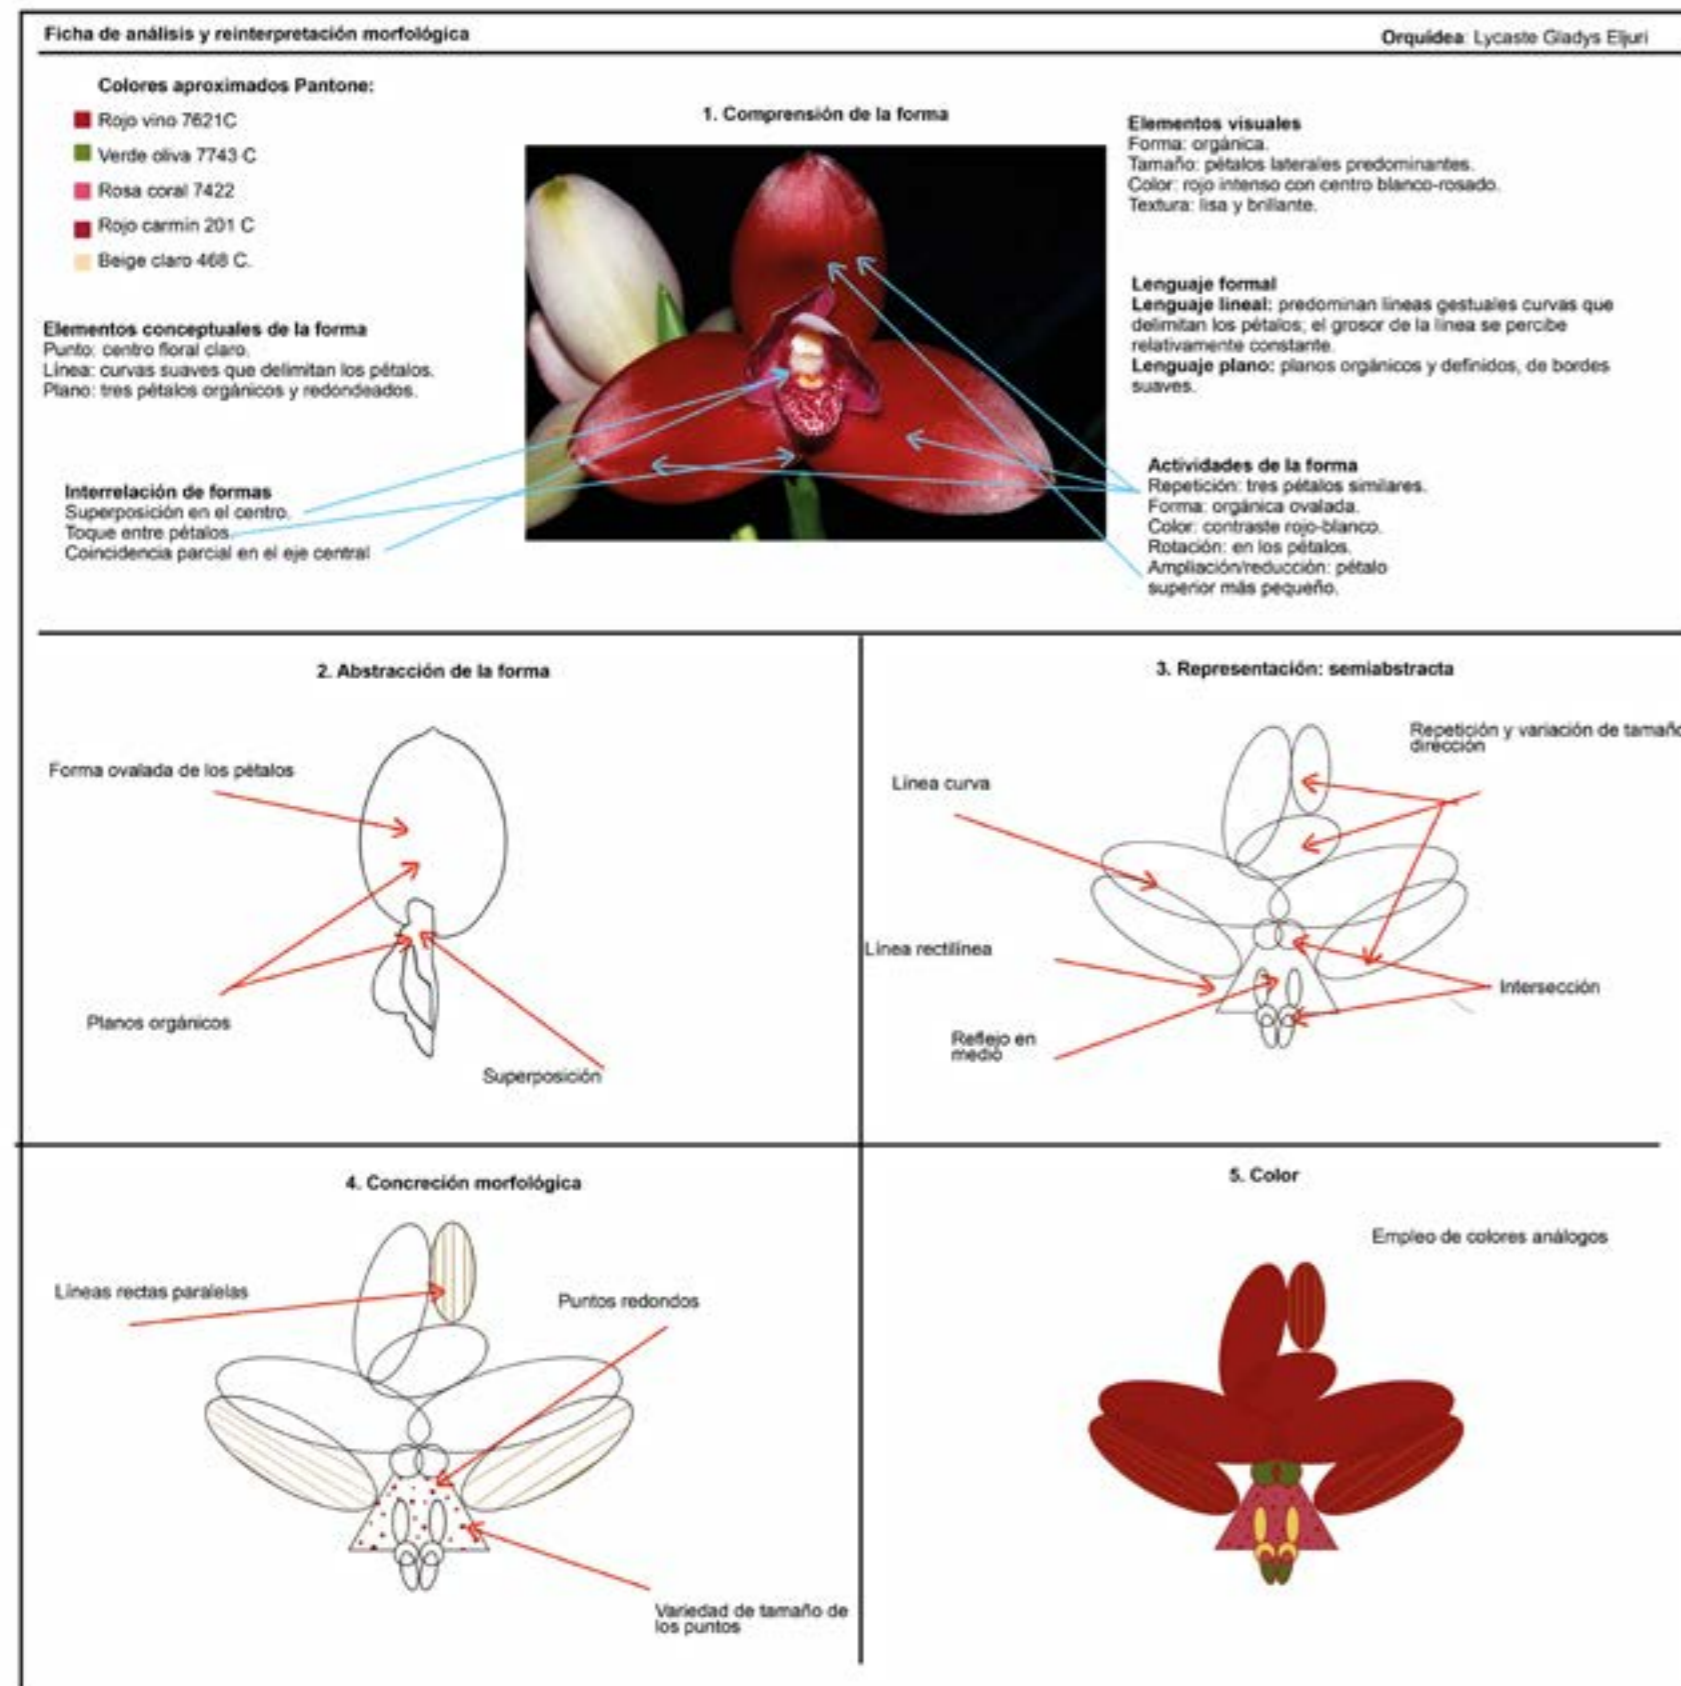 Ficha de análisis y reinterpretación morfológica
Orquídea: Lycaste Gladys Eljuri
Colores aproximados Pantone:
Rojo vino 7621C
Verde oliva 7743 C
Rosa coral 7422
Rojo carmín 201 C
Beige claro 468 C.
Elementos conceptuales de la forma
Punto: centro floral claro.
Línea: curvas suaves que delimitan los pétalos.
Plano: tres pétalos orgánicos y redondeados.
Interrelación de formas
Superposición en el centro.
Toque entre pétalos.
Coincidencia parcial en el eje central
1. Comprensión de la forma
Elementos visuales
Forma: orgánica.
Tamaño: pétalos laterales predominantes.
Color: rojo intenso con centro blanco-rosado.
Textura: lisa y brillante.
Lenguaje formal
Lenguaje lineal: predominan líneas gestuales curvas que
delimitan los pétalos; el grosor de la línea se percibe
relativamente constante.
Lenguaje plano: planos orgánicos y definidos, de bordes
suaves.
Actividades de la forma
Repetición: tres pétalos similares.
Forma: orgánica ovalada.
Color: contraste rojo-blanco.
Rotación: en los pétalos.
Ampliación/reducción: pétalo
superior más pequeño.
2. Abstracción de la forma
Forma ovalada de los pétalos
Planos orgánicos
Superposición
3. Representación: semiabstracta
Repetición y variación de tamaño
dirección
Línea curva
Línea rectilínea
Intersección
Reflejo en
medio
4. Concreción morfológica
Líneas rectas paralelas
Puntos redondos
Variedad de tamaño de
los puntos
5. Color
Empleo de colores análogos